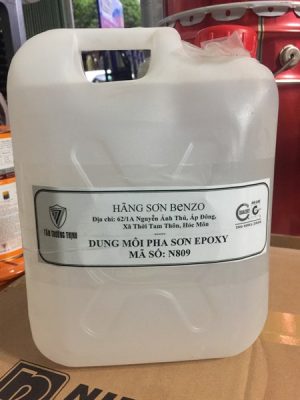 HÃNG SƠN BeNZO
Địa chỉ: 62/1A Nguyễn Ảnh Thủ, Ấp Đông,
Xã Thới Tam Thôn, Hóc Môn
DUNG MÔI PHA SƠN EPOXY
MÃ SỐ: N809
TÂM TRƯỜNG THỊNH